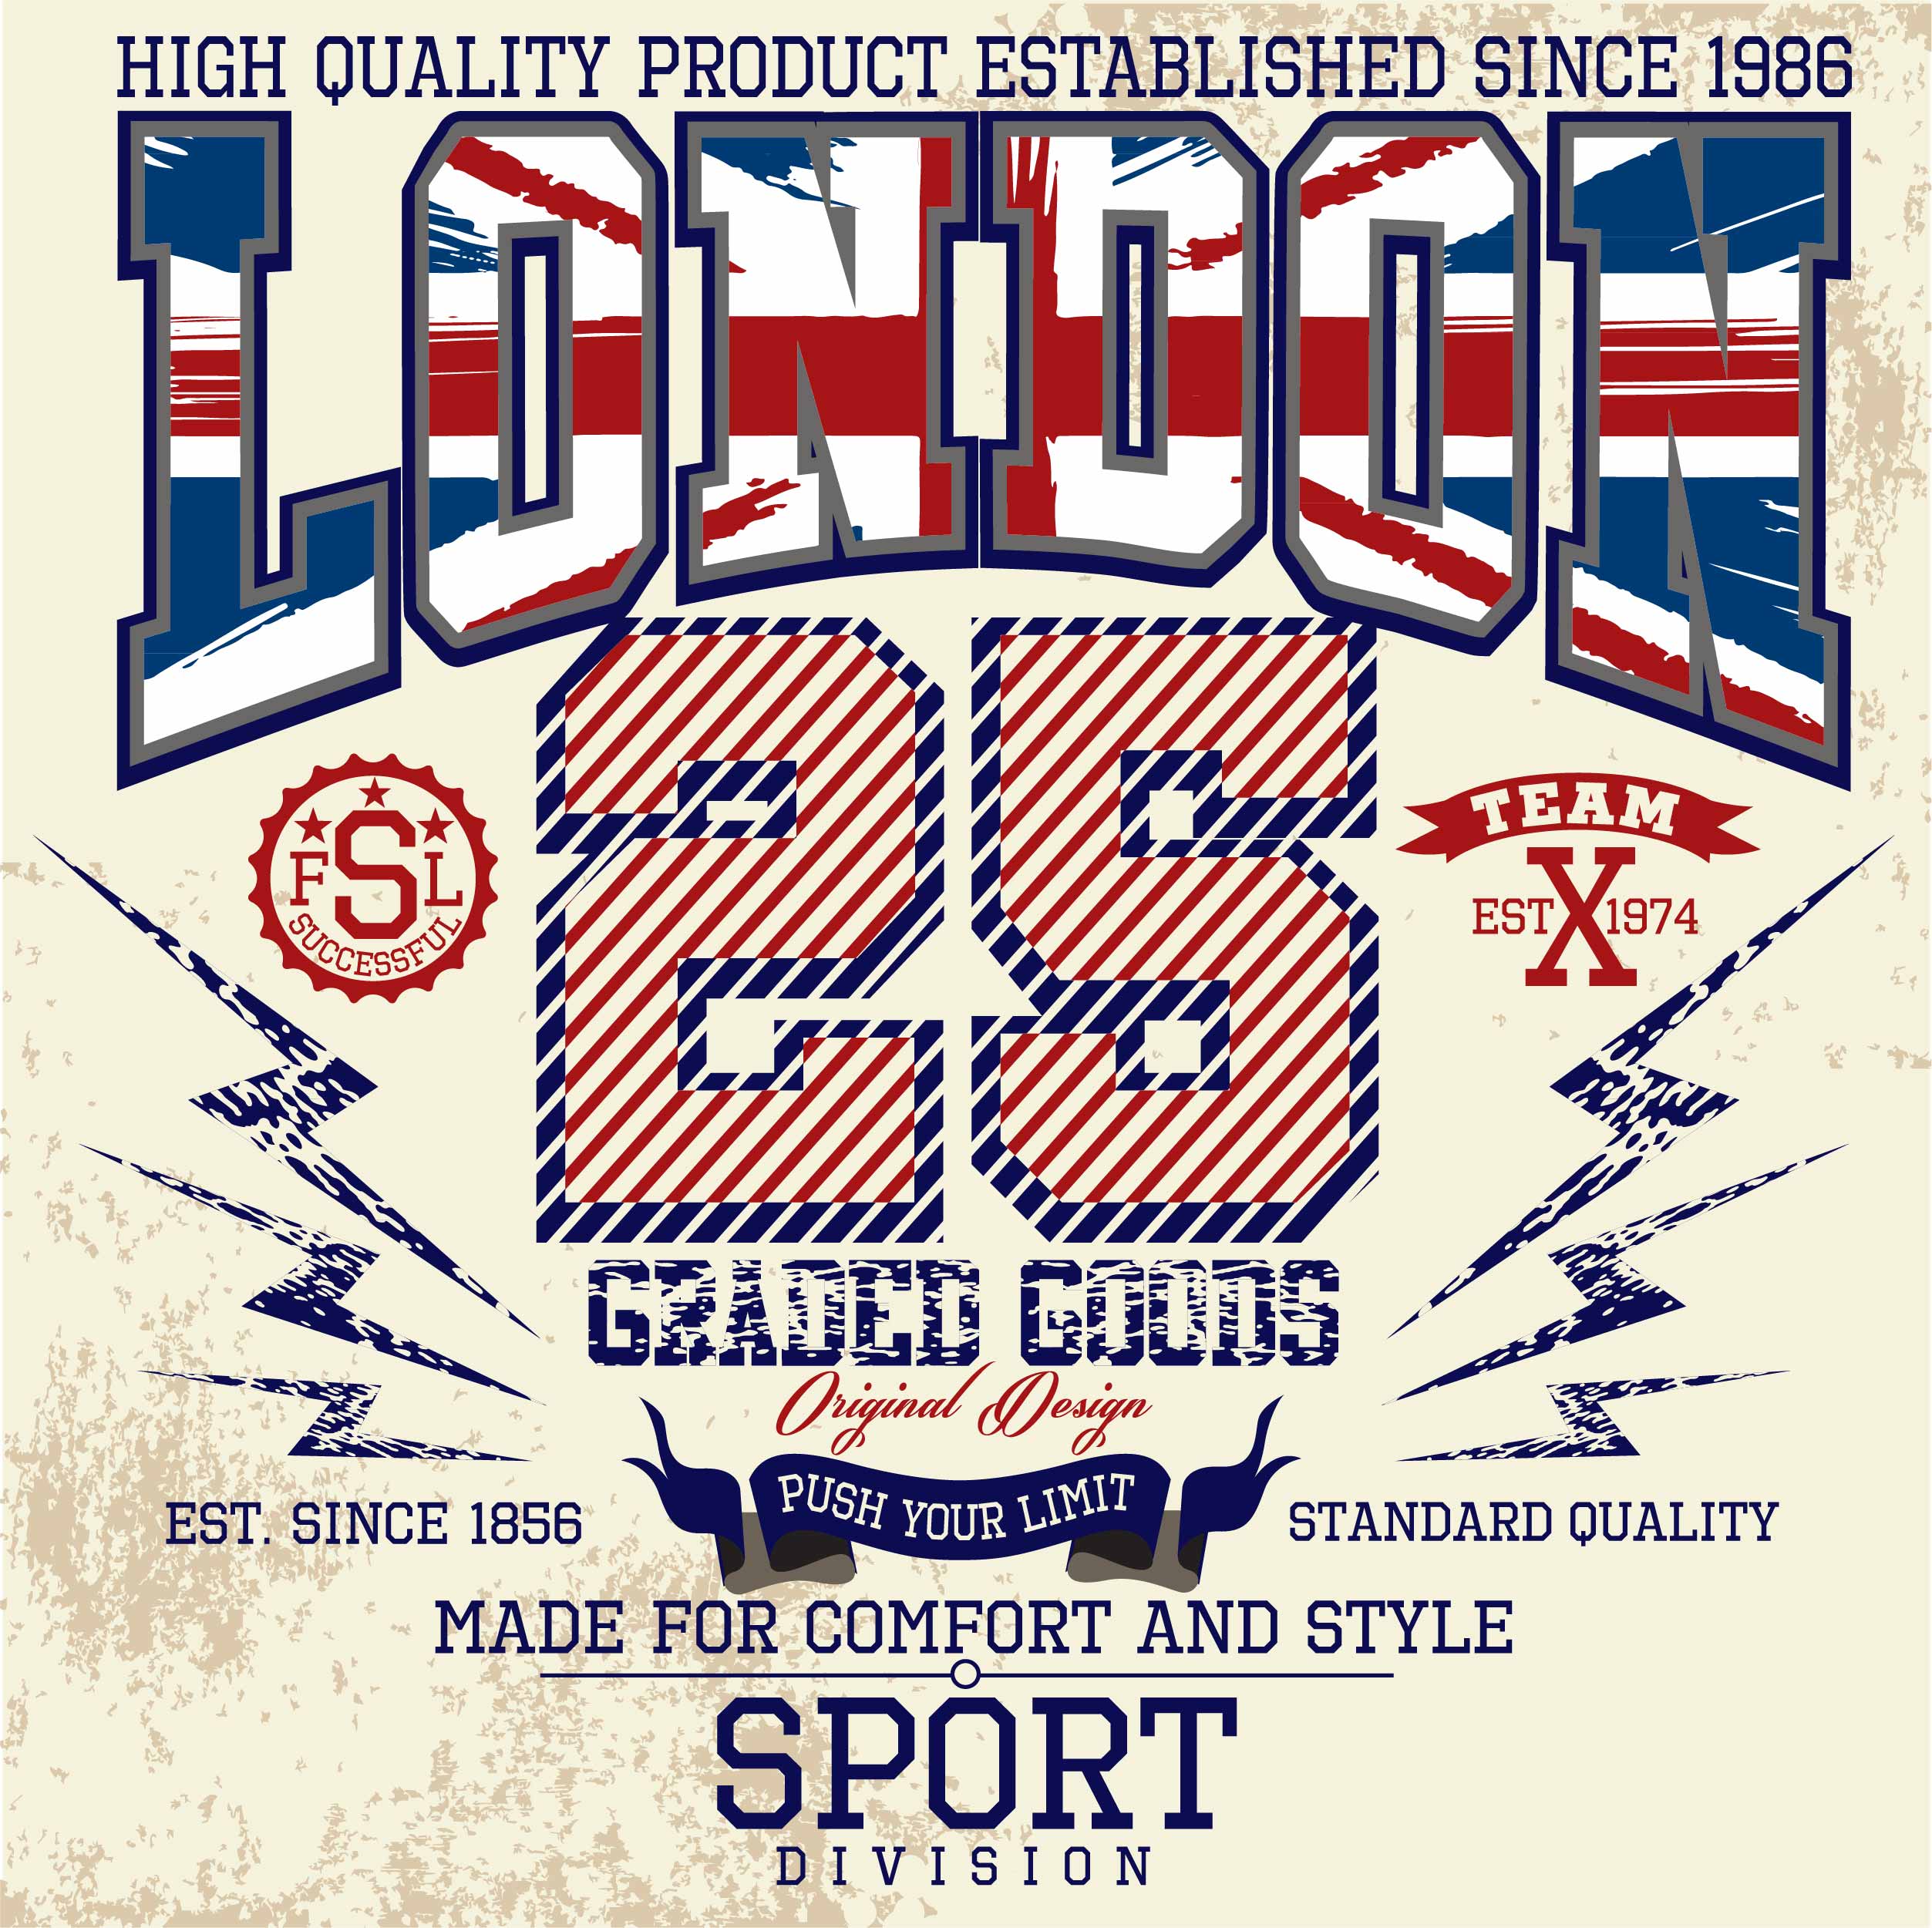 HIGH QUALITY PRODUCT ESTABLISHED SINCE 1986
LONDON
25
FSL
SUCCESSFUL
TEAM
X
EST 1974
GRADED GOODS
Original Design
PUSH YOUR LIMIT
EST. SINCE 1856
STANDARD QUALITY
MADE FOR COMFORT AND STYLE
SPORT
DIVISION